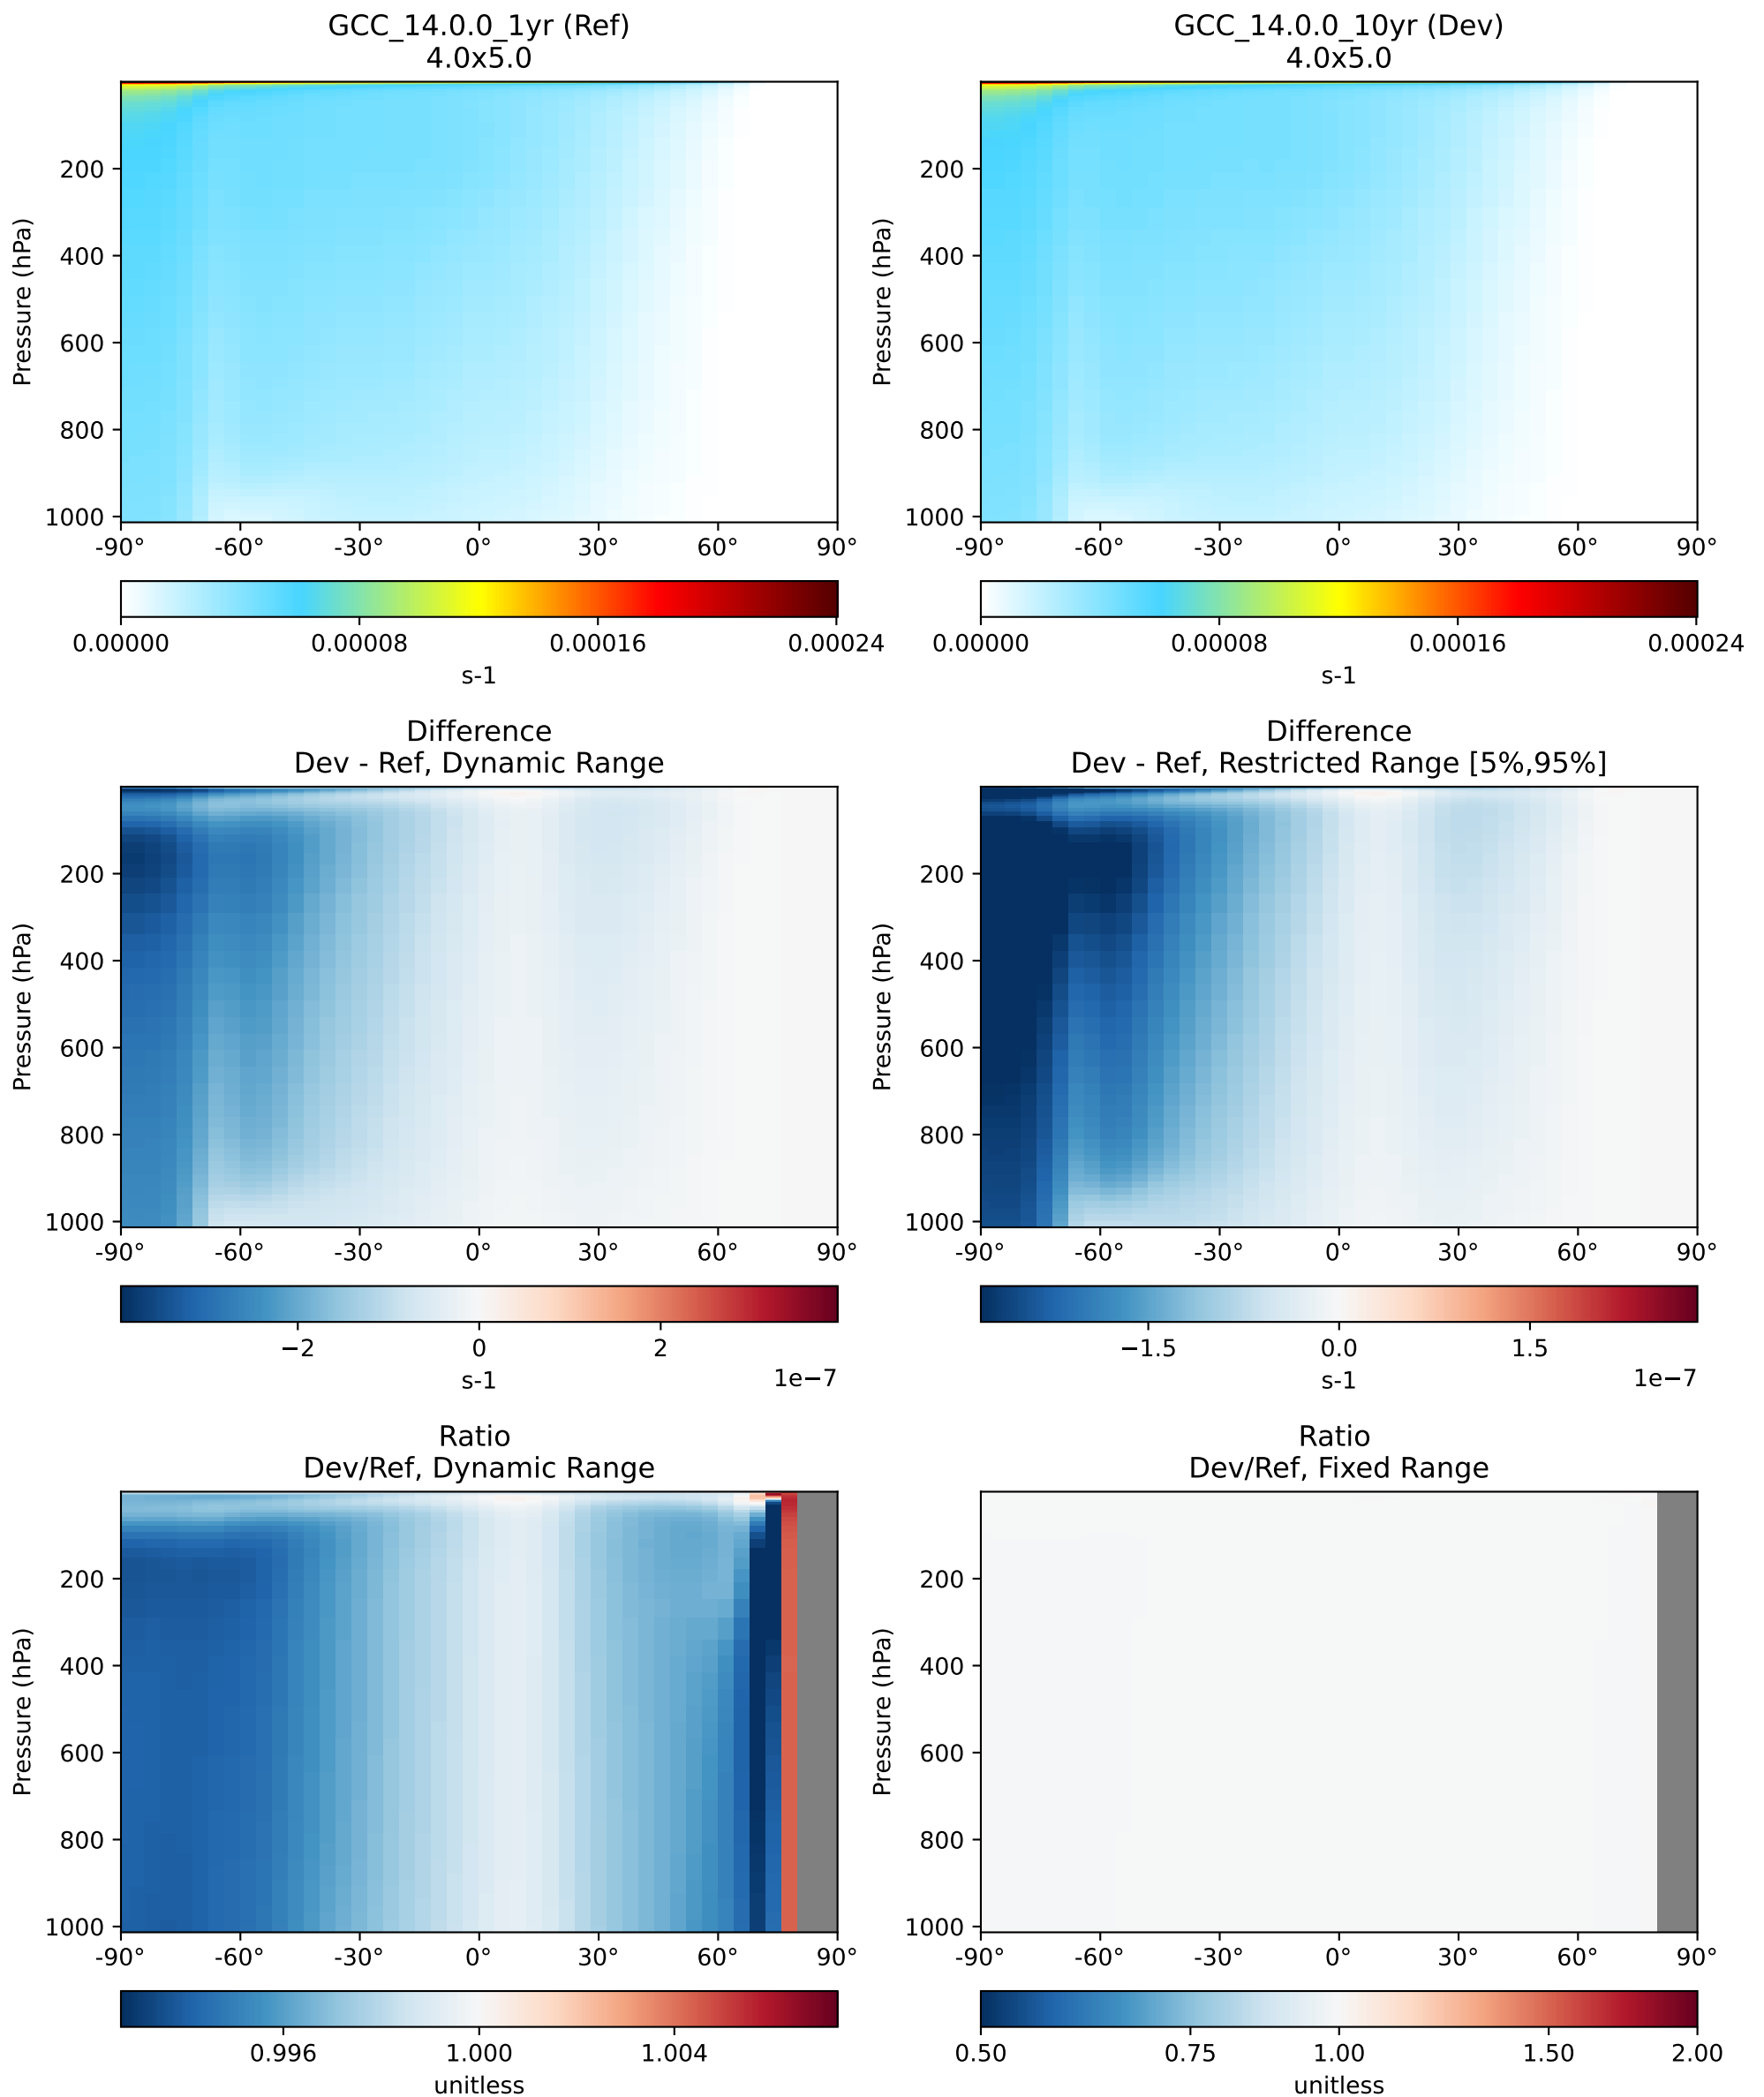 GCC_14.0.0_1yr (Ref)
4.0x5.0
GCC_14.0.0_10yr (Dev)
4.0x5.0
Pressure (hPa)
200
400
600
800
1000
-90° -60° -30° 0° 30° 60° 90°
0.00000 0.00008 0.00016 0.00024
s-1
Pressure (hPa)
200
400
600
800
1000
-90° -60° -30° 0° 30° 60° 90°
0.00000 0.00008 0.00016 0.00024
s-1
Difference
Dev - Ref, Dynamic Range
Pressure (hPa)
200
400
600
800
1000
-90° -60° -30° 0° 30° 60° 90°
−2 0 2
s-1
1e−7
Difference
Dev - Ref, Restricted Range [5%,95%]
Pressure (hPa)
200
400
600
800
1000
-90° -60° -30° 0° 30° 60° 90°
−1.5 0.0 1.5
s-1
1e−7
Ratio
Dev/Ref, Dynamic Range
Pressure (hPa)
200
400
600
800
1000
-90° -60° -30° 0° 30° 60° 90°
0.996 1.000 1.004
unitless
Ratio
Dev/Ref, Fixed Range
Pressure (hPa)
200
400
600
800
1000
-90° -60° -30° 0° 30° 60° 90°
0.50 0.75 1.00 1.50 2.00
unitless